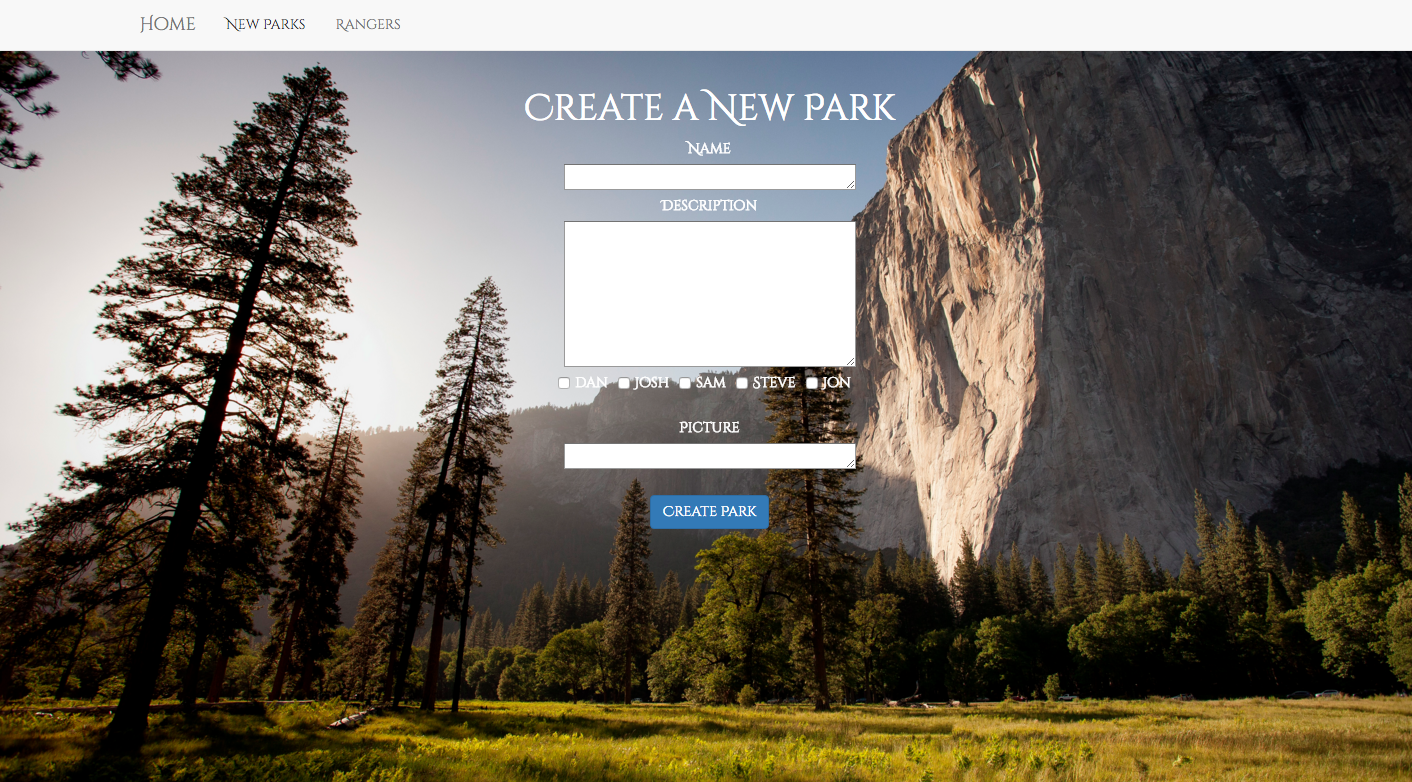 Home New Parks Rangers
Create a New Park
Name
Description
Dan Josh Sam Steve Jon
Picture
Create Park